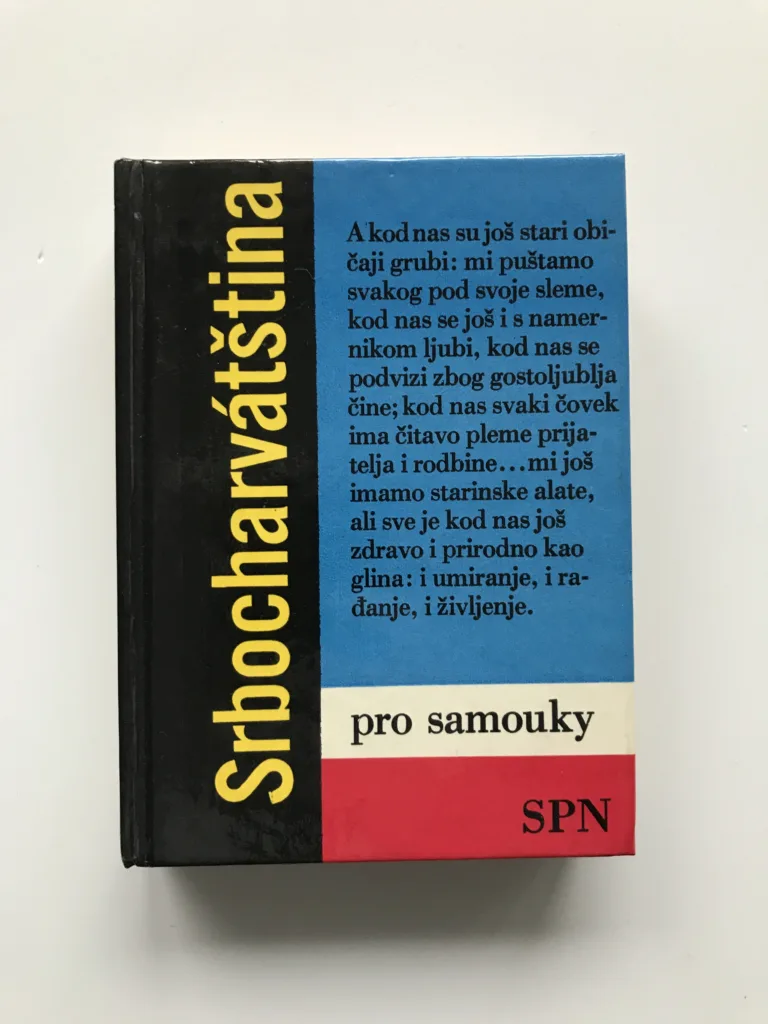 Srbocharvátština
A kod nas su još stari obi-
čaji grubi: mi puštamo
svakog pod svoje sleme,
kod nas se još i s namer-
nikom ljubi, kod nas se
podvizi zbog gostoljublja
čine; kod nas svaki čovek
ima čitavo pleme prija-
telja i rodbine...mi još
imamo starinske alate,
ali sve je kod nas još
zdravo i prirodno kao
glina: i umiranje, i ra-
đanje, i življenje.
pro samouky
SPN